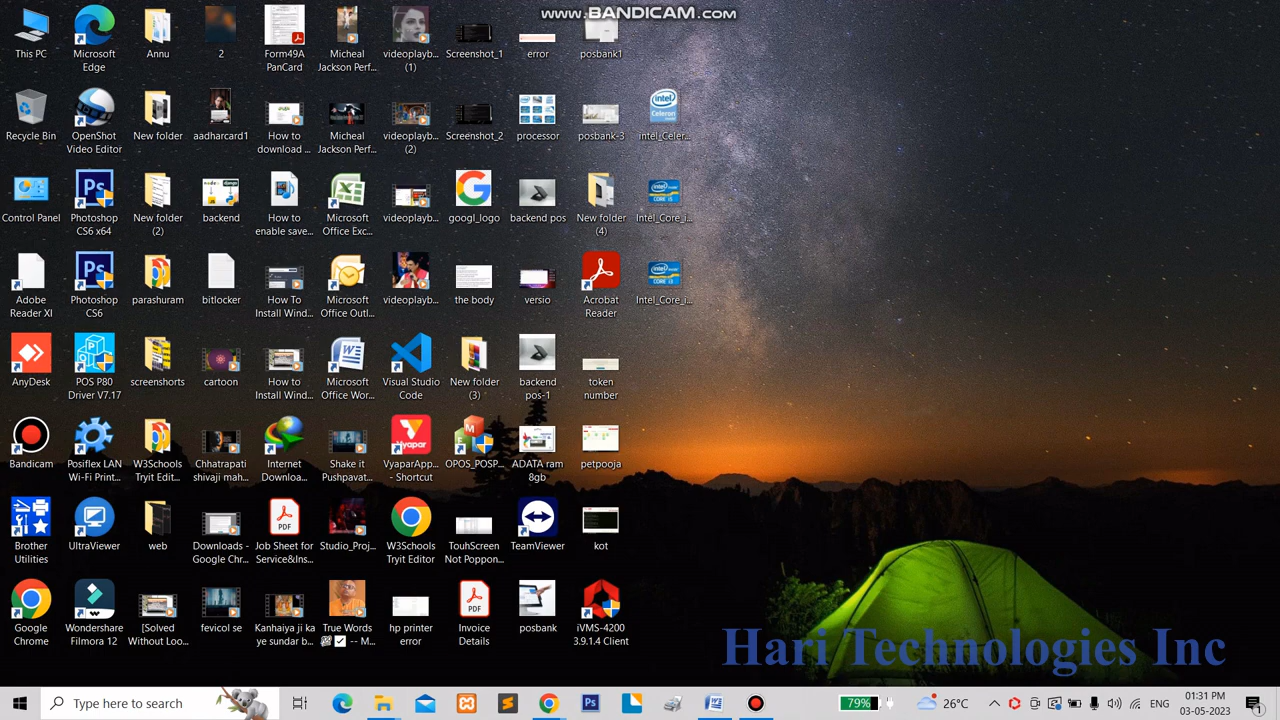 www.BANDICAM.com
This PC
Microsoft
Edge
Annu
2
Form49A
PanCard
Micheal
Jackson Perf...
videoplayb...
(1)
Screenshot_1
error
posbank1
Recycle Bin
OpenShot
Video Editor
New folder
aadharcard1
How to
download ...
Micheal
Jackson Perf...
videoplayb...
(2)
Screenshot_2
processor
posbank-3
intel_Celer...
Control Panel
Photoshop
CS6 x64
New folder
(2)
backend
How to
enable save...
Microsoft
Office Exc...
videoplayb...
googl_logo
backend pos
New folder
(4)
Intel_Core_i...
Adobe
Reader XI
Photoshop
CS6
parashuram
bitlocker
How To
Install Wind...
Microsoft
Office Outl...
videoplayb...
the body
versio
Acrobat
Reader
Intel_Core_i...
AnyDesk
POS P80
Driver V7.17
screenshorts
cartoon
How to
Install Wind...
Microsoft
Office Wor...
Visual Studio
Code
New folder
(3)
backend
pos-1
token
number
Bandicam
Posiflex LAN
Wi-Fi Print...
W3Schools
Tryit Edit...
Chhatrapati
shivaji mah...
Internet
Downloa...
Shake it
Pushpavat...
VyaparApp...
- Shortcut
OPOS_POSP...
ADATA ram
8gb
petpooja
Brother
Utilities
UltraViewer
web
Downloads -
Google Chr...
Job Sheet for
Service&Ins...
Studio_Proj...
W3Schools
Tryit Editor
TouhScreen
Not Poppon...
TeamViewer
kot
Google
Chrome
Wondershare
Filmora 12
[Solved
Without Loo...
fevicol se
Kanhaiya ji ka
ye sundar b...
True Words
-- M...
hp printer
error
Invoice
Details
posbank
iVMS-4200
3.9.1.4 Client
Hari Technologies Inc
Type here to search
79%
ENG